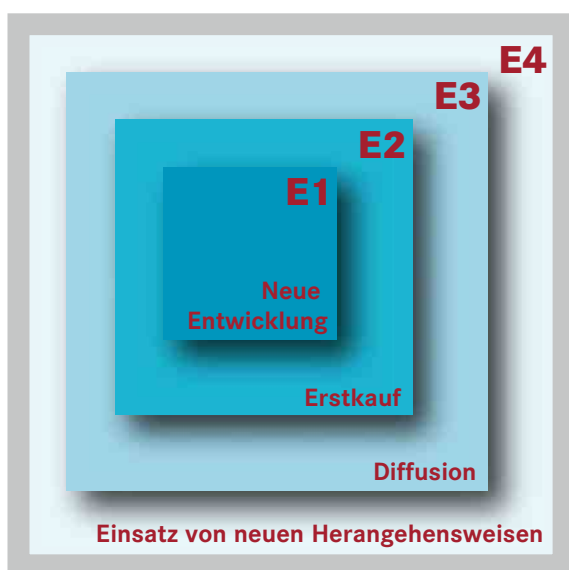 E4
E3
E2
E1
Neue
Entwicklung
Erstkauf
Diffusion
Einsatz von neuen Herangehensweisen